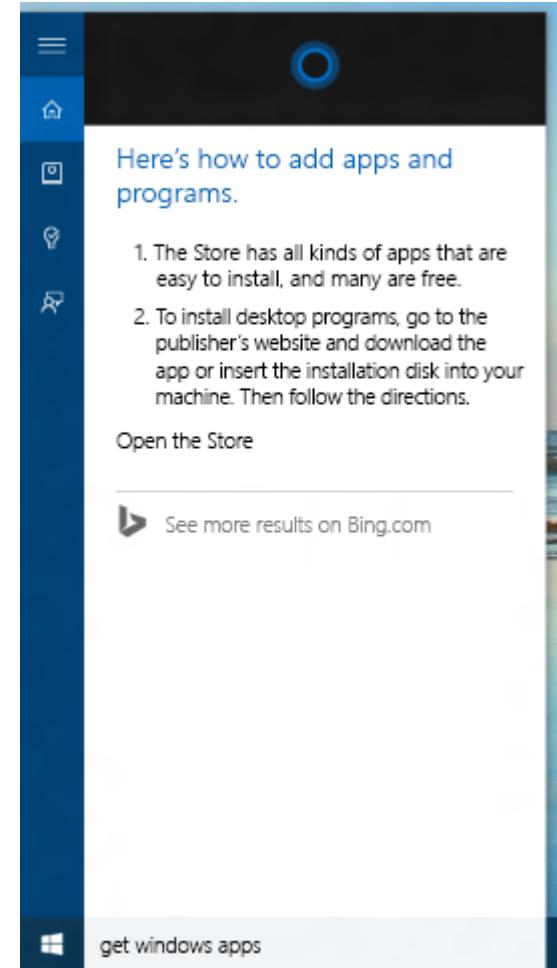 Here's how to add apps and
programs.
1. The Store has all kinds of apps that are
easy to install, and many are free.
2. To install desktop programs, go to the
publisher's website and download the
app or insert the installation disk into your
machine. Then follow the directions.
Open the Store
See more results on Bing.com
get windows apps